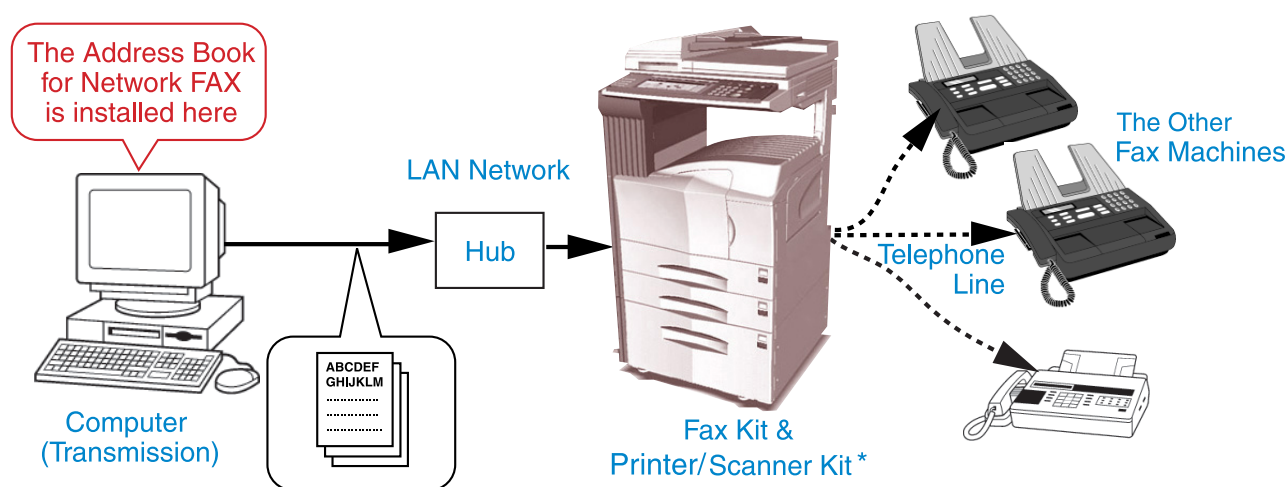 The Address Book
for Network FAX
is installed here
LAN Network
Hub
Computer
(Transmission)
ABCDEF
GHIJKLM
Fax Kit &
Printer/Scanner Kit *
Telephone
Line
The Other
Fax Machines